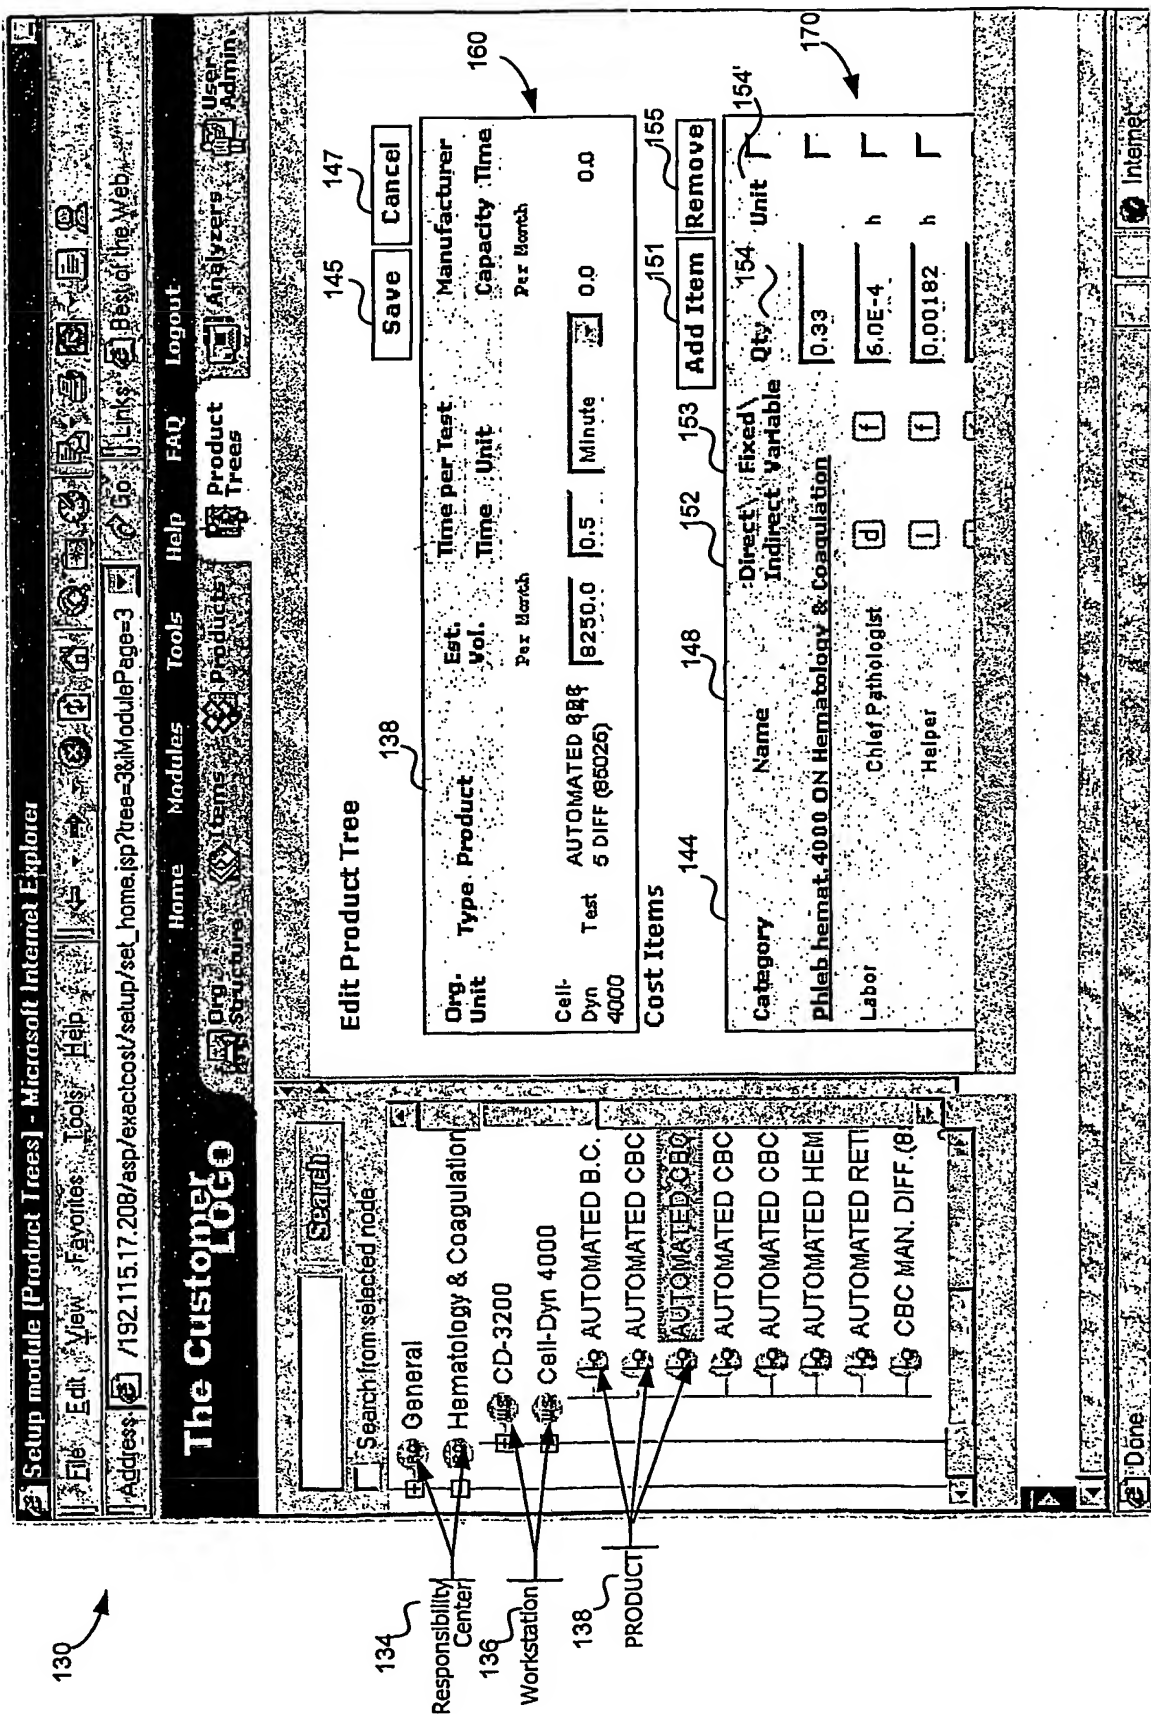 130
Setup module [Product Trees] - Microsoft Internet Explorer
File Edit View Favorites Tools Help
Address /192.115.17.208/asp/exactcost/setup/set_home.jsp?tree=3&iModulePage=3 Go Links Best of the Web
The Customer
LOGO
Home Modules Tools Help FAQ Logout
Org. Structure Items Products Product Trees Analyzers User Admin
Search
Search from selected node
General
Hematology & Coagulation
CD-3200
Cell-Dyn 4000
AUTOMATED B.C.
AUTOMATED CBC
AUTOMATED CBC
AUTOMATED CBC
AUTOMATED CBC
AUTOMATED HEM
AUTOMATED RETI
CBC MAN. DIFF.(8
134
Responsibility
Center
136
Workstation
138
PRODUCT
Edit Product Tree
145 147
Save Cancel
138
160
Org. Unit Type Product Est. Vol. Per Month Time per Test Time Unit Manufacturer Capacity Time Per Month
Cell-Dyn 4000 Test AUTOMATED 5 DIFF (85025) 8250.0 0.5 Minute 0.0 0.0
Cost Items
151 155
Add Item Remove
144 148 152 153 154 154' 170
Category Name Direct\ Indirect Fixed\ Variable Qty Unit
Phleb.hemat.4000 ON Hematology & Coagulation 0.33
Labor Chief Pathologist d f 6.0E-4 h
Helper i f 0.00182 h
Done Internet